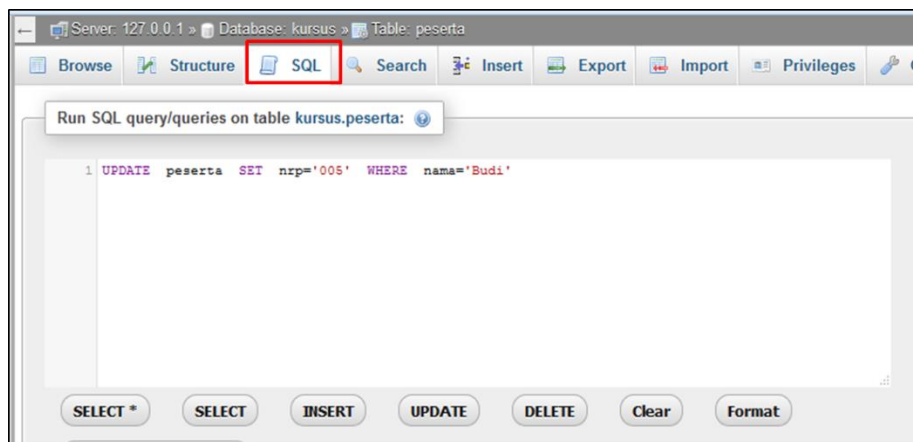 Server: 127.0.0.1 » Database: kursus » Table: peserta
Browse Structure SQL Search Insert Export Import Privileges
Run SQL query/queries on table kursus.peserta:
1 UPDATE peserta SET nrp='005' WHERE nama='Budi'
SELECT * SELECT INSERT UPDATE DELETE Clear Format